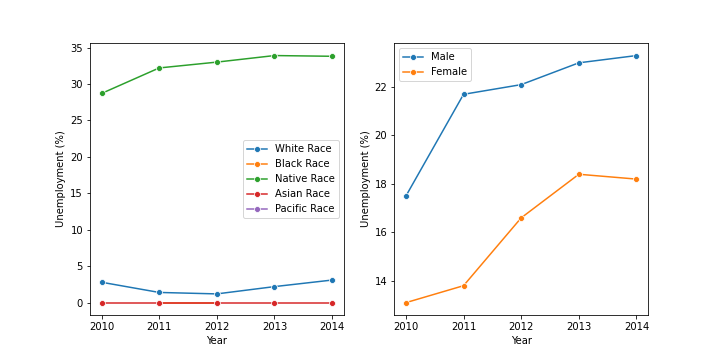 35
30
25
20
15
10
5
0
Unemployment (%)
White Race
Black Race
Native Race
Asian Race
Pacific Race
2010 2011 2012 2013 2014
Year
22
20
18
16
14
Unemployment (%)
Male
Female
2010 2011 2012 2013 2014
Year